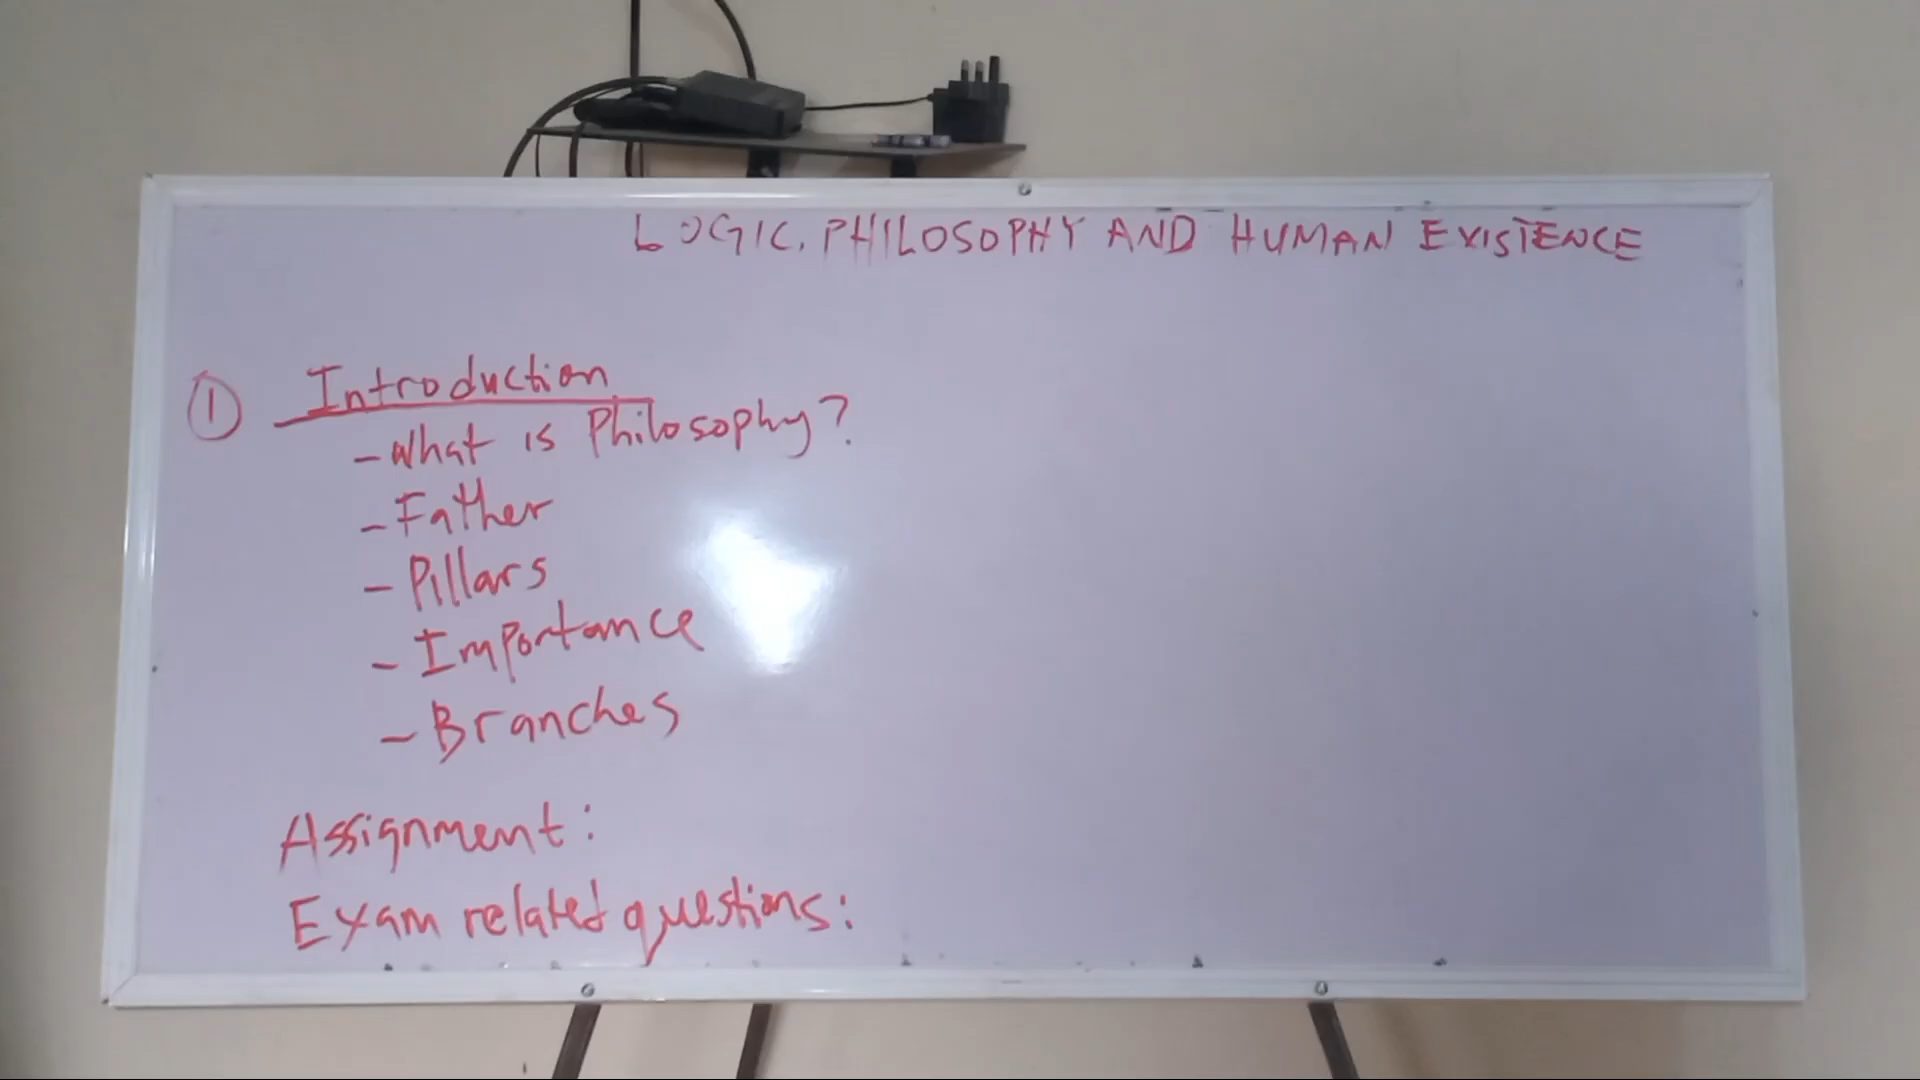 LOGIC, PHILOSOPHY AND HUMAN EXISTENCE
① Introduction
- What is Philosophy?
- Father
- Pillars
- Importance
- Branches
Assignment:
Exam related questions: